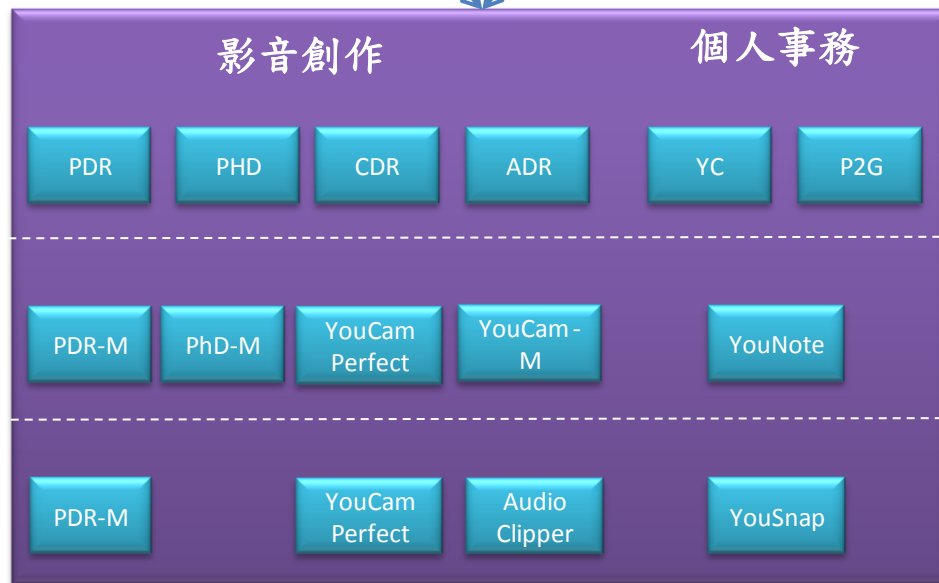 影音創作
個人事務
PDR
PHD
CDR
ADR
YC
P2G
PDR-M
PhD-M
YouCam
Perfect
YouCam -
M
YouNote
PDR-M
YouCam
Perfect
Audio
Clipper
YouSnap